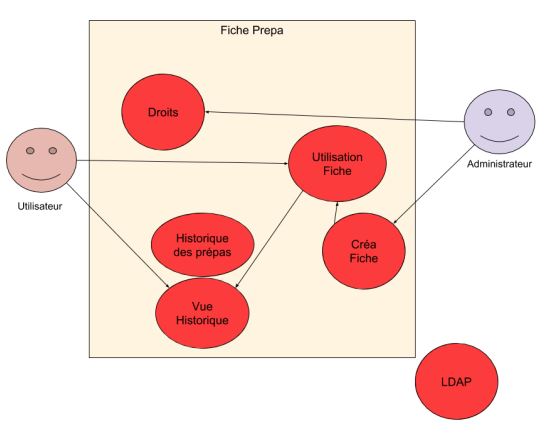 Fiche Prepa
Droits
Utilisation
Fiche
Administrateur
Utilisateur
Historique
des prépas
Créa
Fiche
Vue
Historique
LDAP